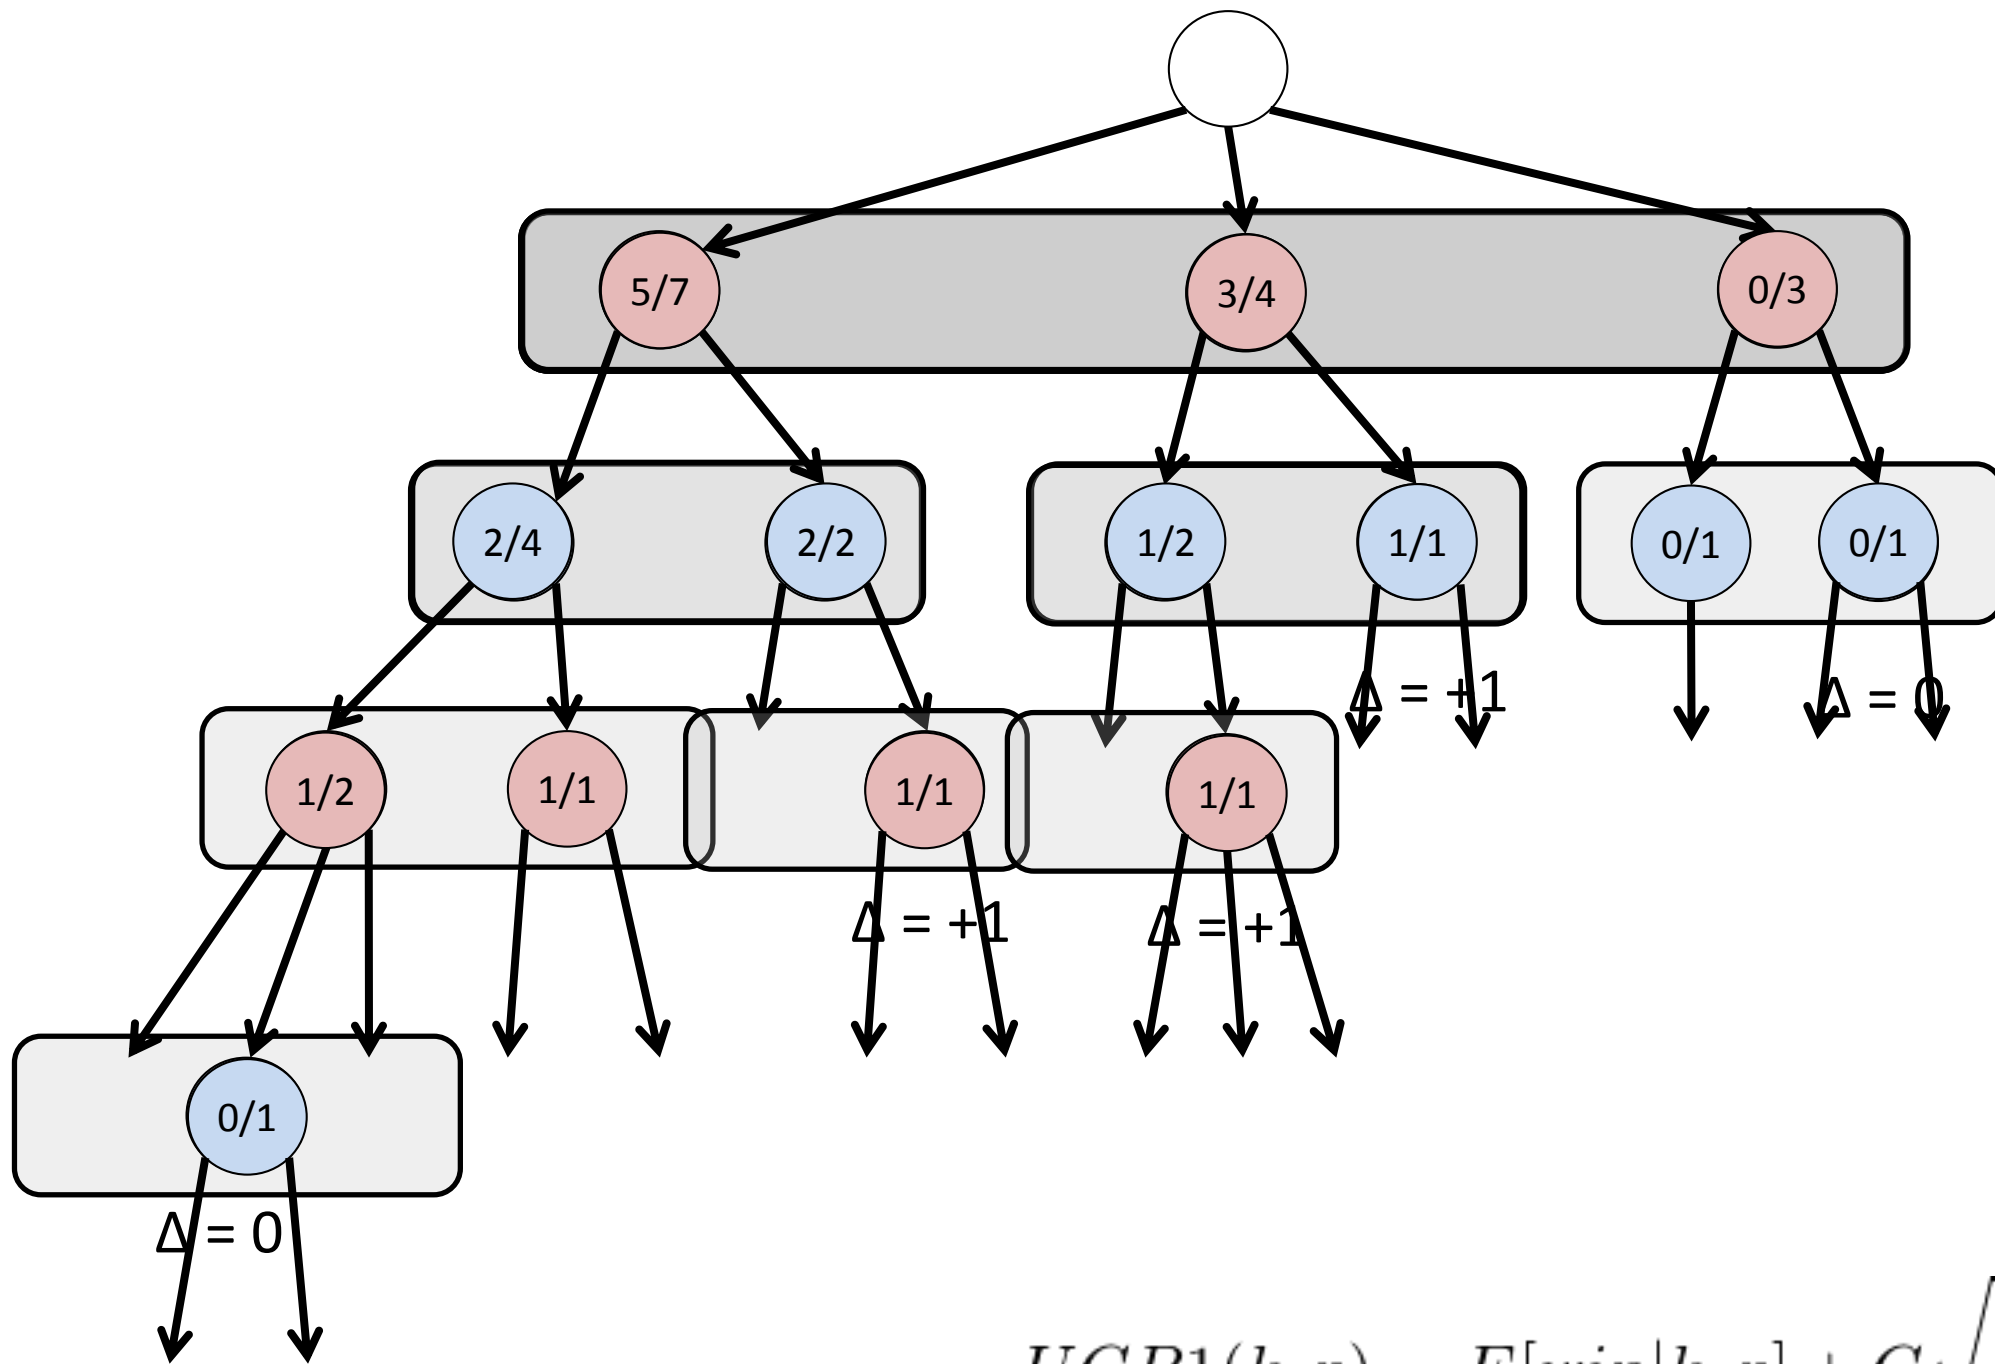 5/7 3/4 0/3
2/4 2/2 1/2 1/1 0/1 0/1
Δ = +1 Δ = 0
1/2 1/1 1/1 1/1
Δ = +1 Δ = +1
0/1
Δ = 0